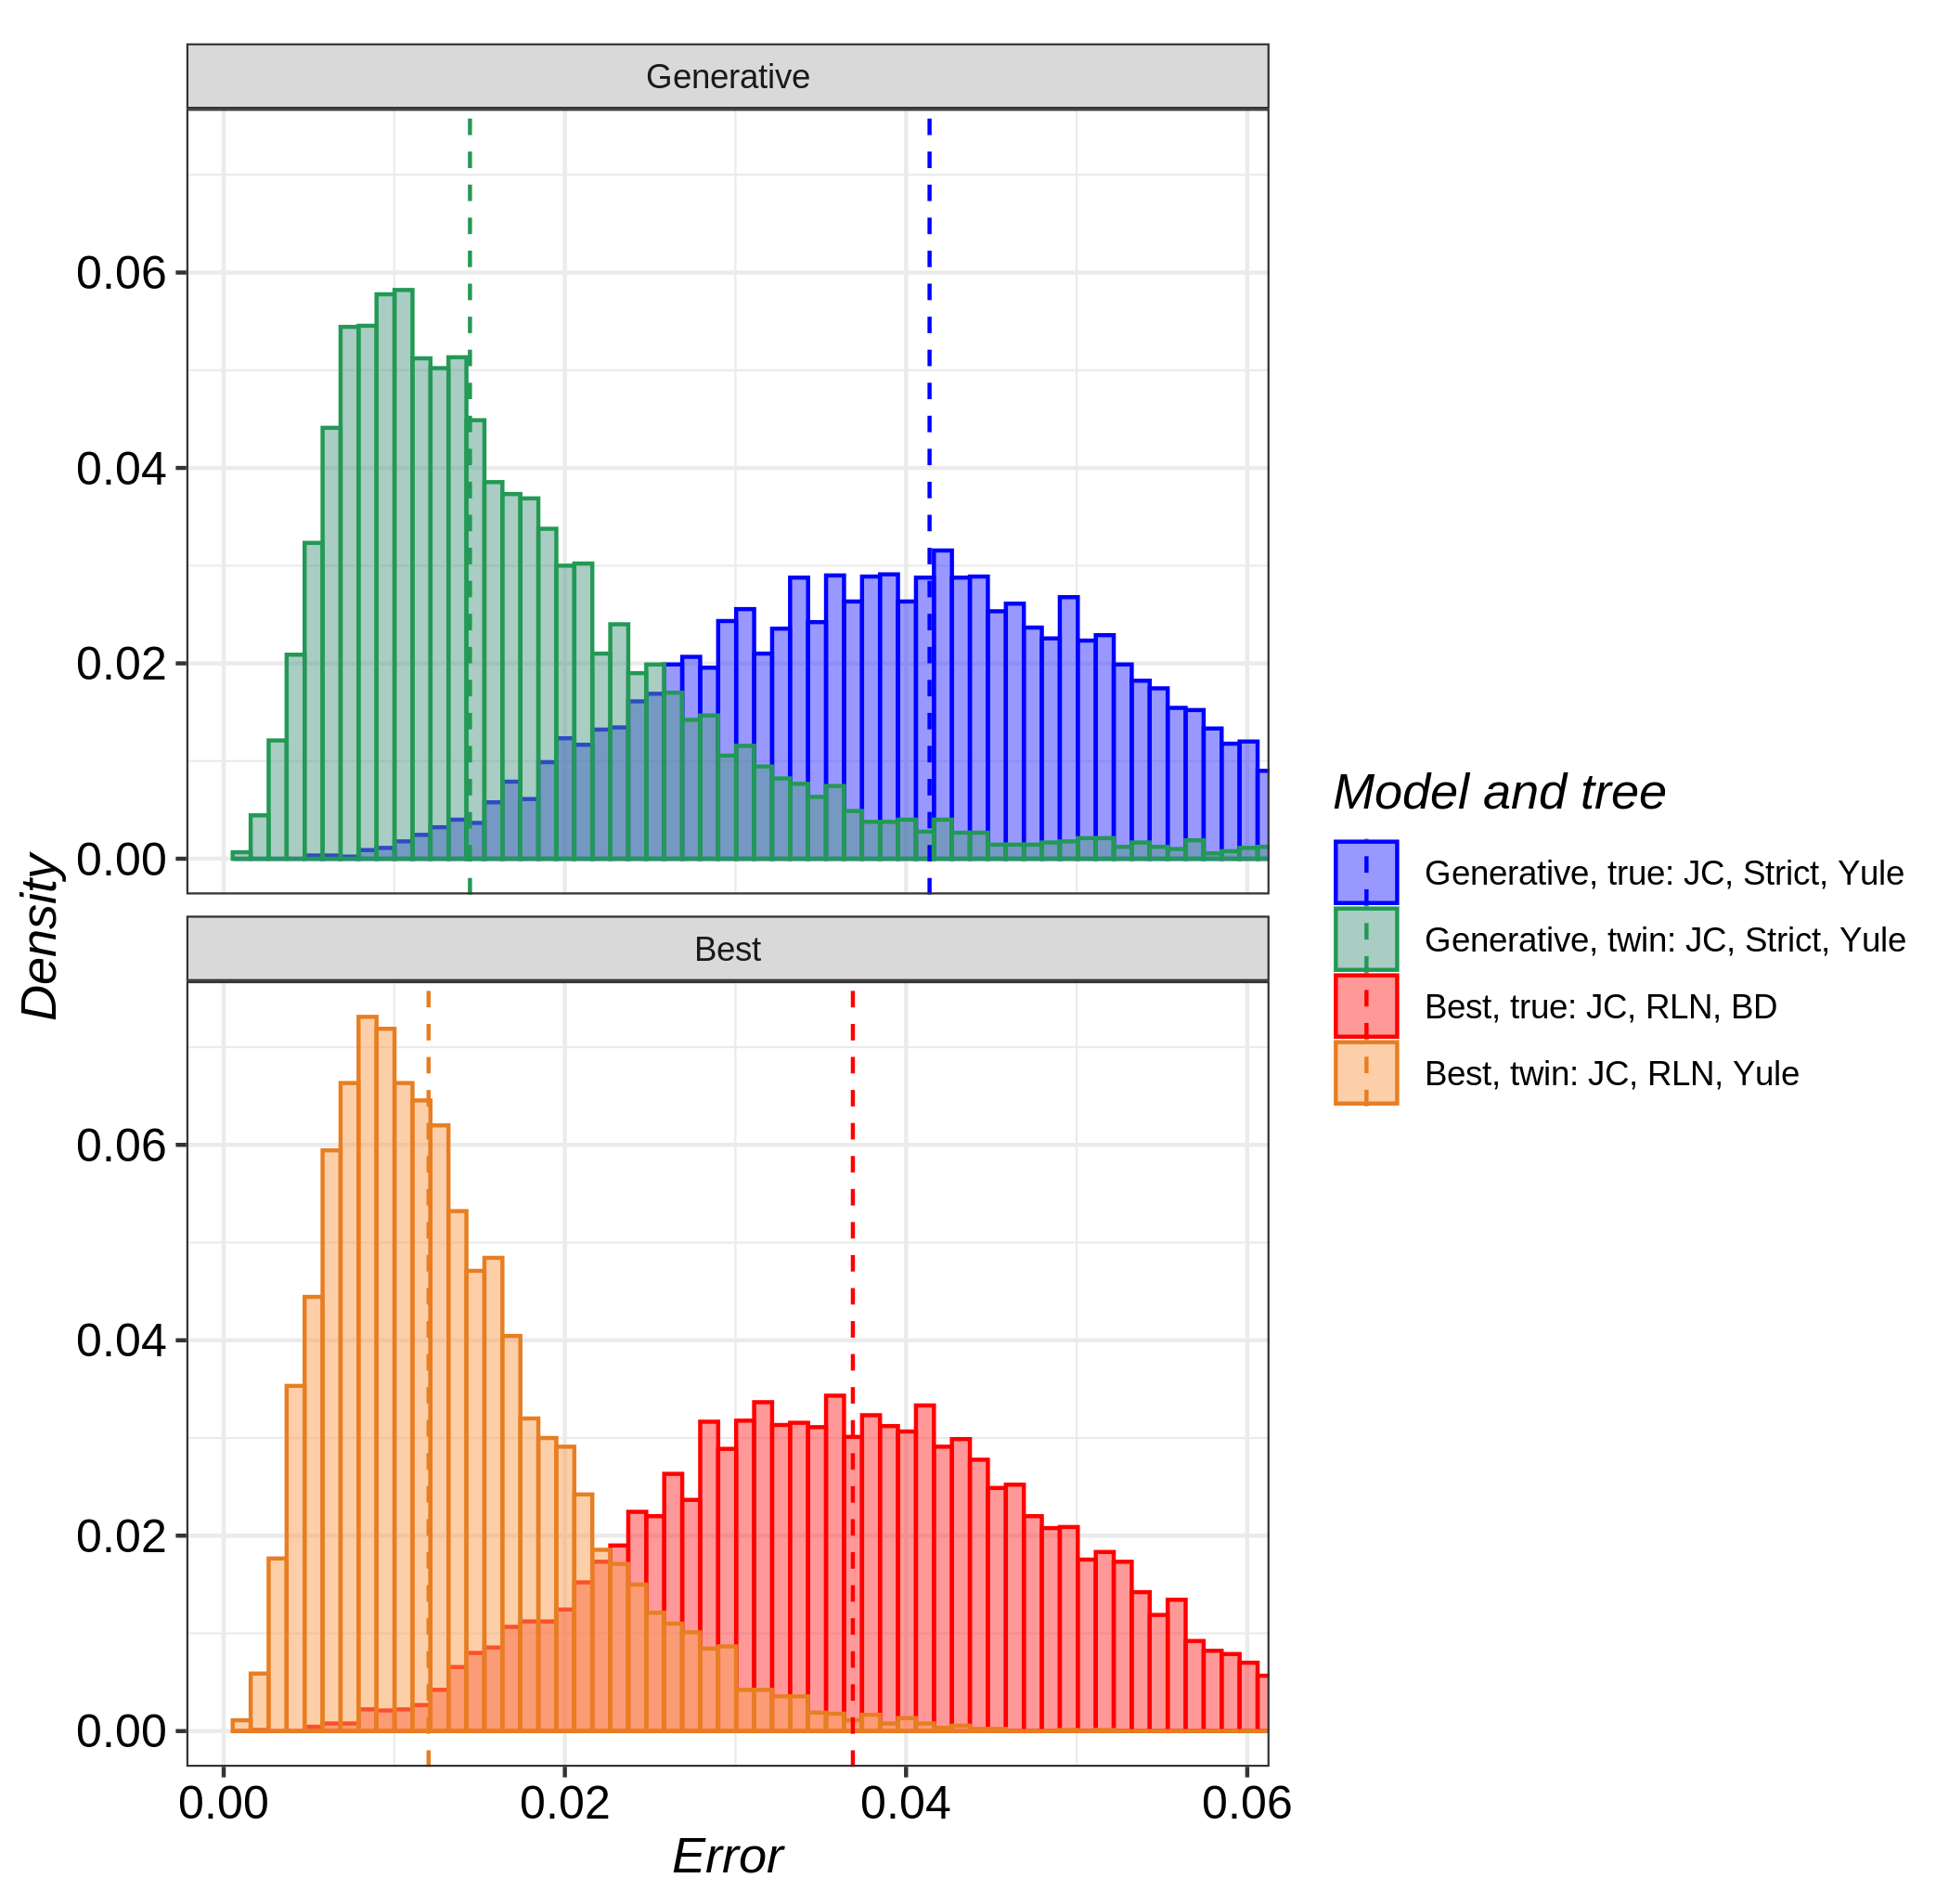 Generative
0.06
0.04
0.02
0.00
Density
Best
0.06
0.04
0.02
0.00
0.00 0.02 0.04 0.06
Error
Model and tree
Generative, true: JC, Strict, Yule
Generative, twin: JC, Strict, Yule
Best, true: JC, RLN, BD
Best, twin: JC, RLN, Yule